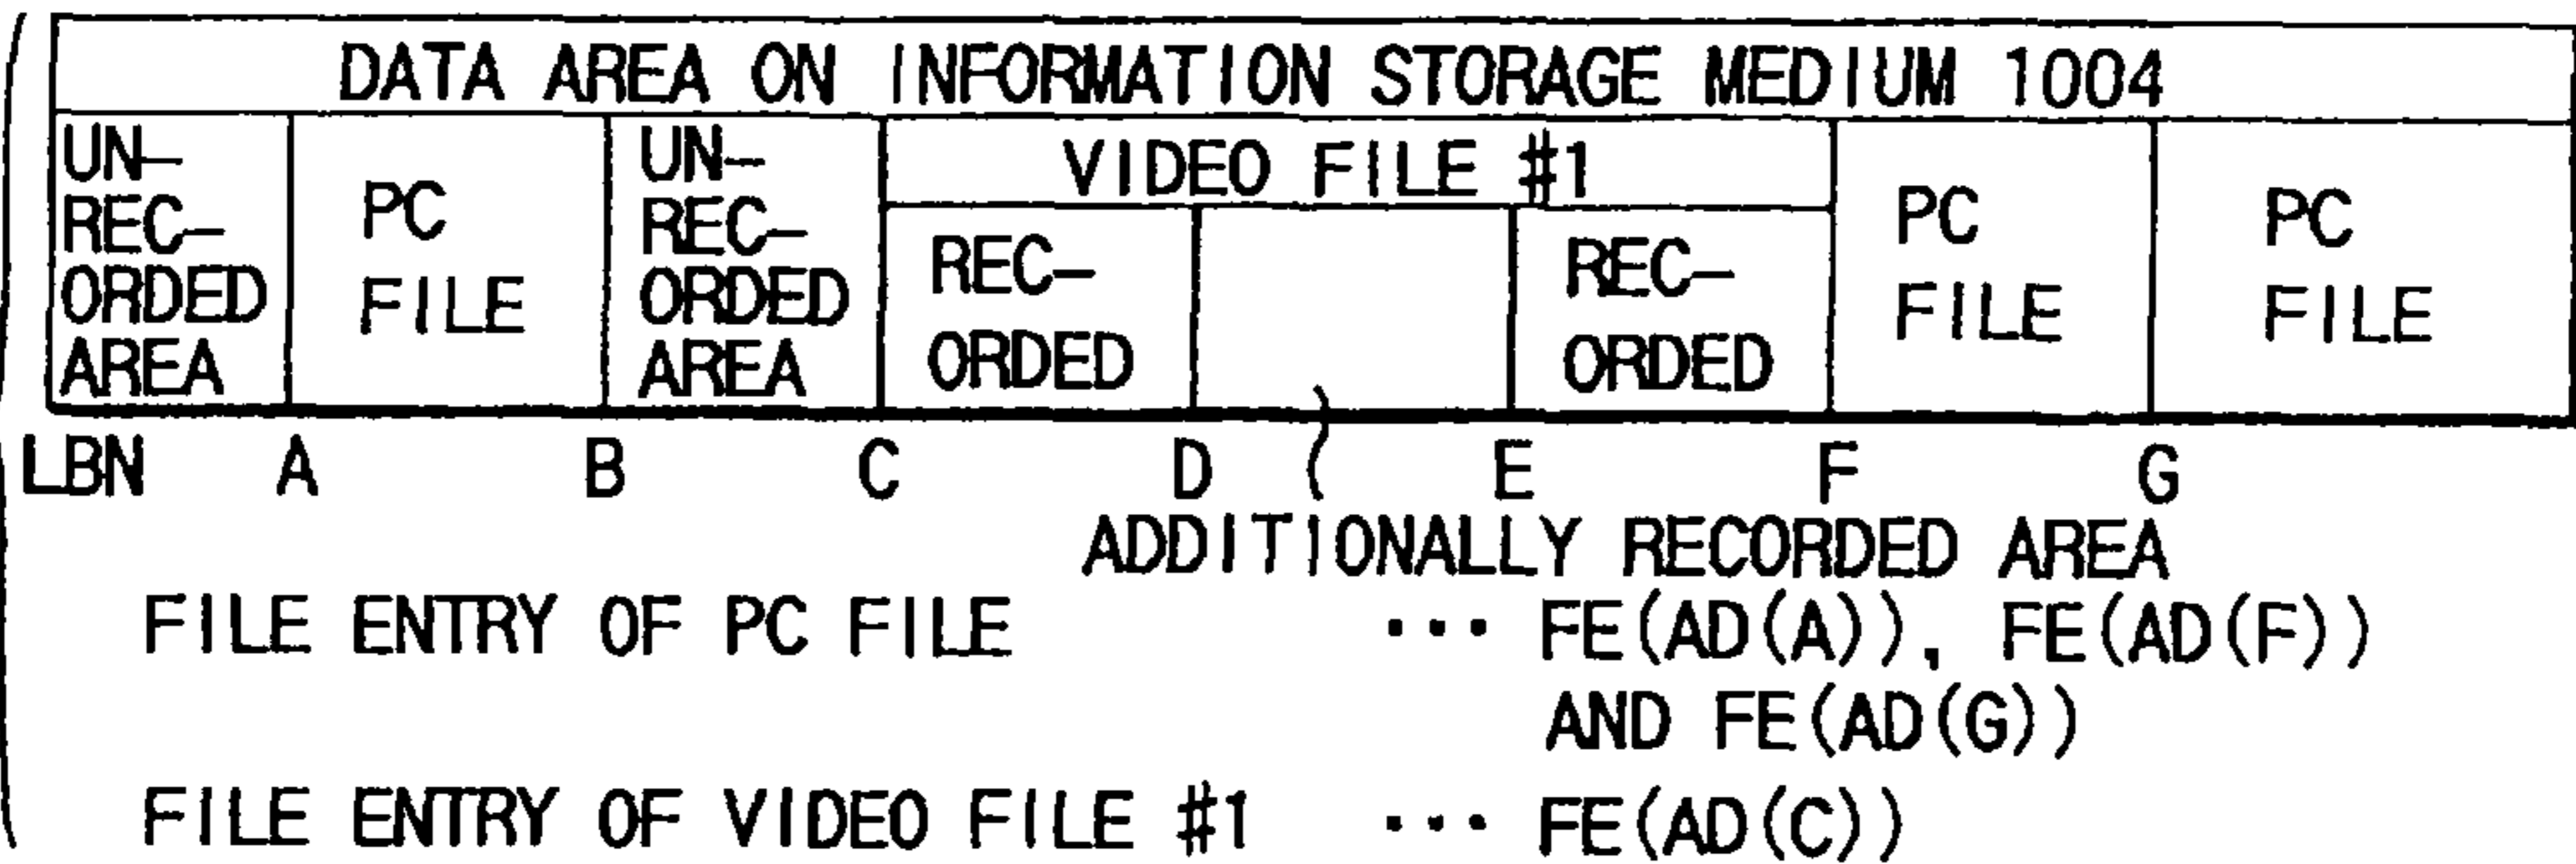 DATA AREA ON INFORMATION STORAGE MEDIUM 1004
UN-
REC-
ORDED
AREA
PC
FILE
UN-
REC-
ORDED
AREA
VIDEO FILE #1
REC-
ORDED
REC-
ORDED
PC
FILE
PC
FILE
LBN A B C D E F G
ADDITIONALLY RECORDED AREA
FILE ENTRY OF PC FILE ... FE(AD(A)), FE(AD(F))
AND FE(AD(G))
FILE ENTRY OF VIDEO FILE #1 ... FE(AD(C))